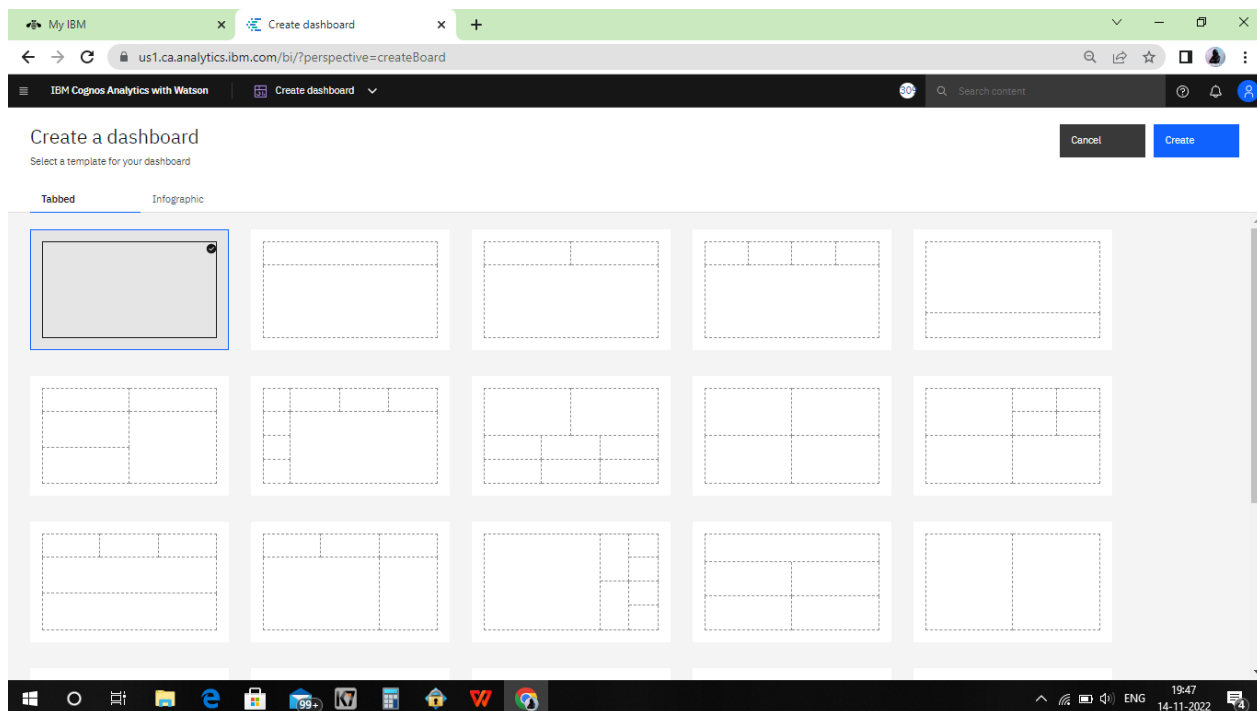 My IBM
Create dashboard
us1.ca.analytics.ibm.com/bi/?perspective=createBoard
IBM Cognos Analytics with Watson
Create dashboard
Search content
Create a dashboard
Select a template for your dashboard
Cancel
Create
Tabbed
Infographic
99+
ENG
19:47
14-11-2022
4